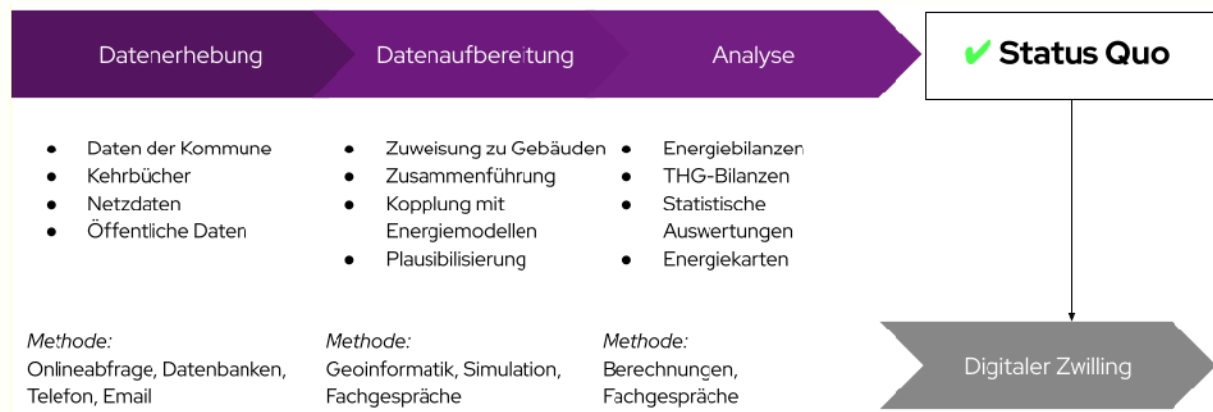 Datenerhebung
Datenaufbereitung
Analyse
✔ Status Quo
● Daten der Kommune
● Kehrbücher
● Netzdaten
● Öffentliche Daten
● Zuweisung zu Gebäuden
● Zusammenführung
● Kopplung mit
Energiemodellen
● Plausibilisierung
● Energiebilanzen
● THG-Bilanzen
● Statistische
Auswertungen
● Energiekarten
Methode:
Onlineabfrage, Datenbanken,
Telefon, Email
Methode:
Geoinformatik, Simulation,
Fachgespräche
Methode:
Berechnungen,
Fachgespräche
Digitaler Zwilling